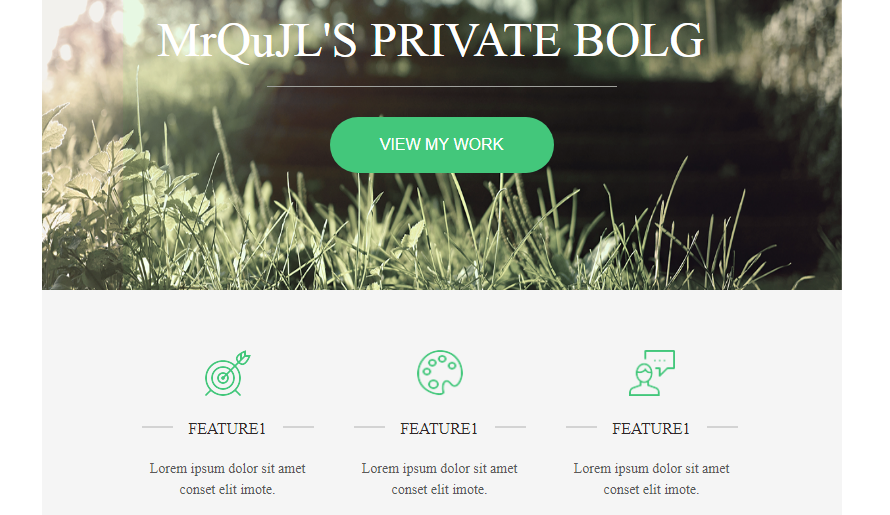 MrQuJL'S PRIVATE BOLG
VIEW MY WORK
FEATURE1
Lorem ipsum dolor sit amet
conset elit imote.
FEATURE1
Lorem ipsum dolor sit amet
conset elit imote.
FEATURE1
Lorem ipsum dolor sit amet
conset elit imote.